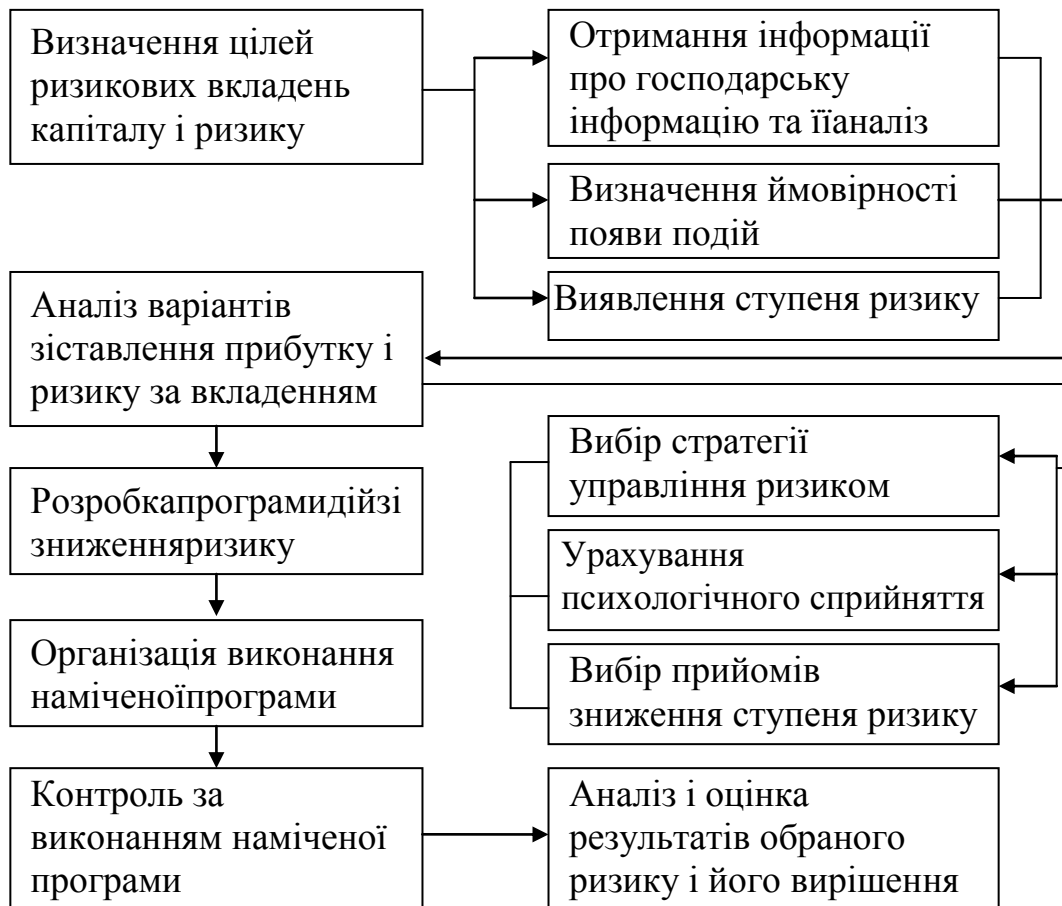 Визначення цілей
ризикових вкладень
капіталу і ризику
Отримання інформації
про господарську
інформацію та їїаналіз
Визначення ймовірності
появи подій
Виявлення ступеня ризику
Аналіз варіантів
зіставлення прибутку і
ризику за вкладенням
Вибір стратегії
управління ризиком
Розробкапрограмидійзі
зниженняризику
Урахування
психологічного сприйняття
Організація виконання
наміченоїпрограми
Вибір прийомів
зниження ступеня ризику
Контроль за
виконанням наміченої
програми
Аналіз і оцінка
результатів обраного
ризику і його вирішення